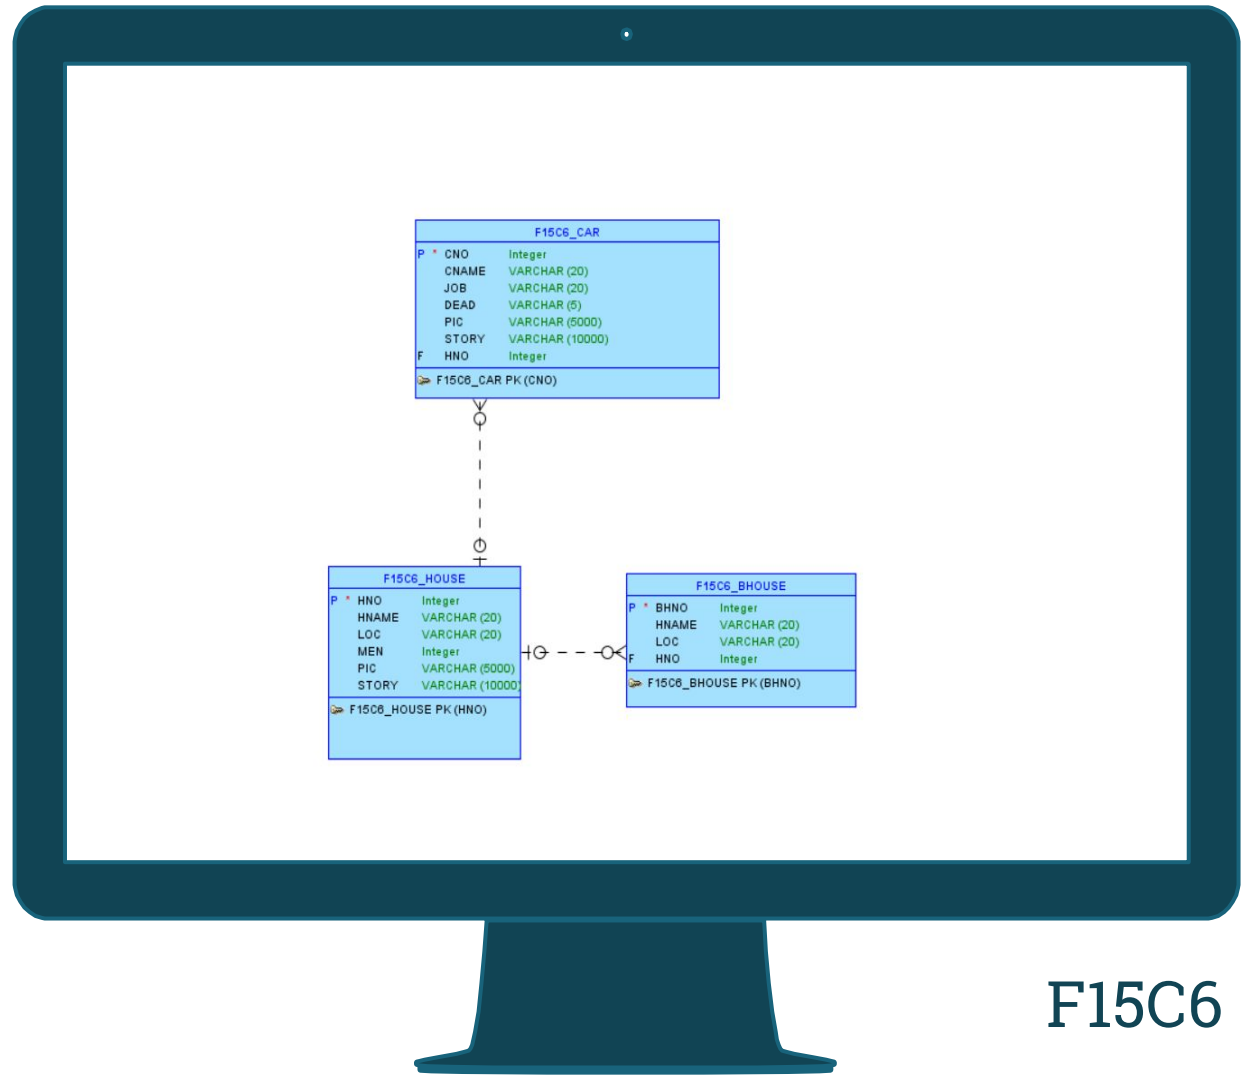 F15C6_CAR
P * CNO Integer
CNAME VARCHAR (20)
JOB VARCHAR (20)
DEAD VARCHAR (5)
PIC VARCHAR (5000)
STORY VARCHAR (10000)
F HNO Integer
F15C6_CAR PK (CNO)
F15C6_HOUSE
P * HNO Integer
HNAME VARCHAR (20)
LOC VARCHAR (20)
MEN Integer
PIC VARCHAR (5000)
STORY VARCHAR (10000)
F15C6_HOUSE PK (HNO)
F15C6_BHOUSE
P * BHNO Integer
HNAME VARCHAR (20)
LOC VARCHAR (20)
F HNO Integer
F15C6_BHOUSE PK (BHNO)
F15C6